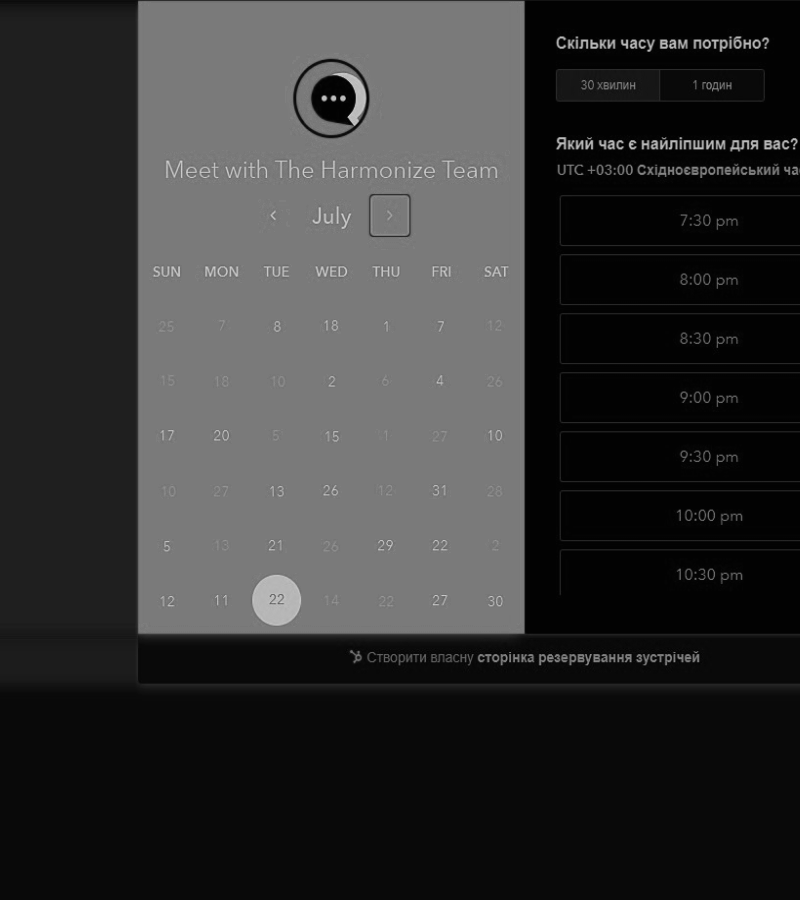 Meet with The Harmonize Team
July
SUN MON TUE WED THU FRI SAT
25 7 8 18 1 7 12
15 18 10 2 6 4 26
17 20 5 15 1 27 10
10 27 13 26 12 31 28
5 13 21 26 29 22 2
12 11 22 14 22 27 30
Скільки часу вам потрібно?
30 хвилин 1 годин
Який час є найліпшим для вас?
UTC +03:00 Східноєвропейський
7:30 pm
8:00 pm
8:30 pm
9:00 pm
9:30 pm
10:00 pm
10:30 pm
Створити власну сторінка резервування зустрічей